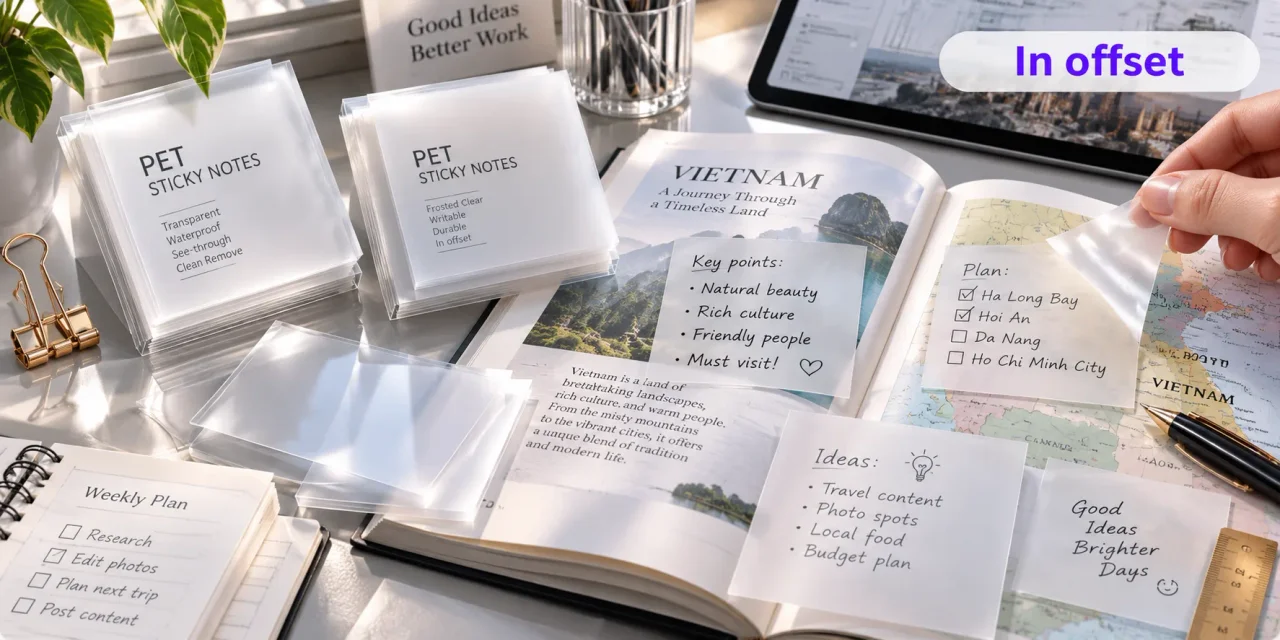 Good Ideas
Better Work
In offset
PET
STICKY NOTES
Transparent
Waterproof
See-through
Clean Remove
PET
STICKY NOTES
Frosted Clear
Writable
Durable
In offset
VIETNAM
A Journey Through
a Timeless Land
Key points:
• Natural beauty
• Rich culture
• Friendly people
• Must visit!
Vietnam is a land of
landscapes,
rich culture, and warm people.
From the misty mountains
to the vibrant cities, it offers
a unique blend of tradition
and modern life.
Plan:
☑ Ha Long Bay
☑ Hoi An
☐ Da Nang
☐ Ho Chi Minh City
VIETNAM
Ideas:
• Travel content
• Photo spots
• Local food
• Budget plan
Good
Ideas
Brighter
Days
Weekly Plan
☐ Research
☑ Edit photos
☐ Plan next trip
☐ Post content